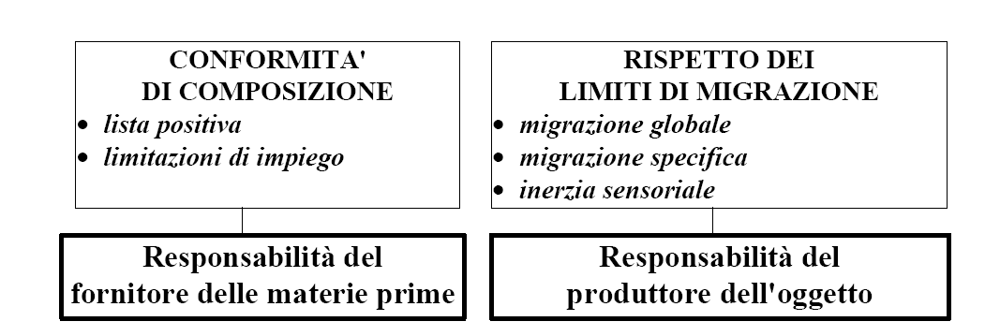 CONFORMITA'
DI COMPOSIZIONE
• lista positiva
• limitazioni di impiego
Responsabilità del
fornitore delle materie prime
RISPETTO DEI
LIMITI DI MIGRAZIONE
• migrazione globale
• migrazione specifica
• inerzia sensoriale
Responsabilità del
produttore dell'oggetto